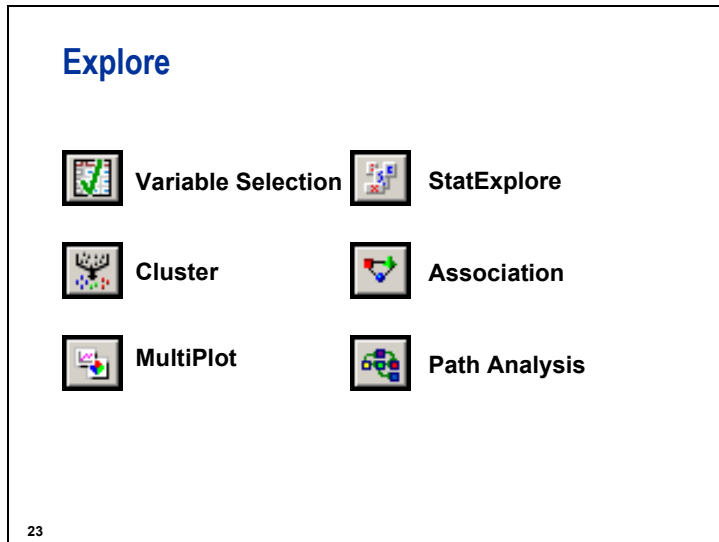 Explore
Variable Selection
StatExplore
Cluster
Association
MultiPlot
Path Analysis
23